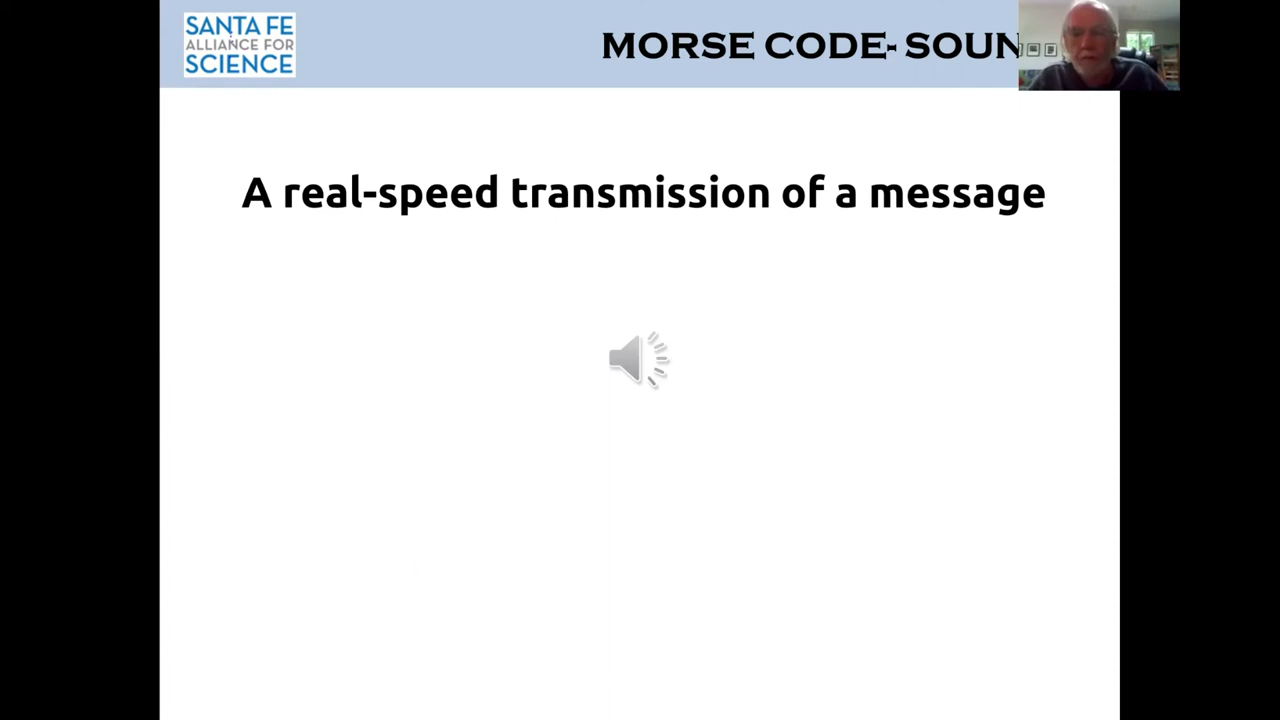 SANTA FE
ALLIANCE FOR
SCIENCE
MORSE CODE- SOUN
A real-speed transmission of a message